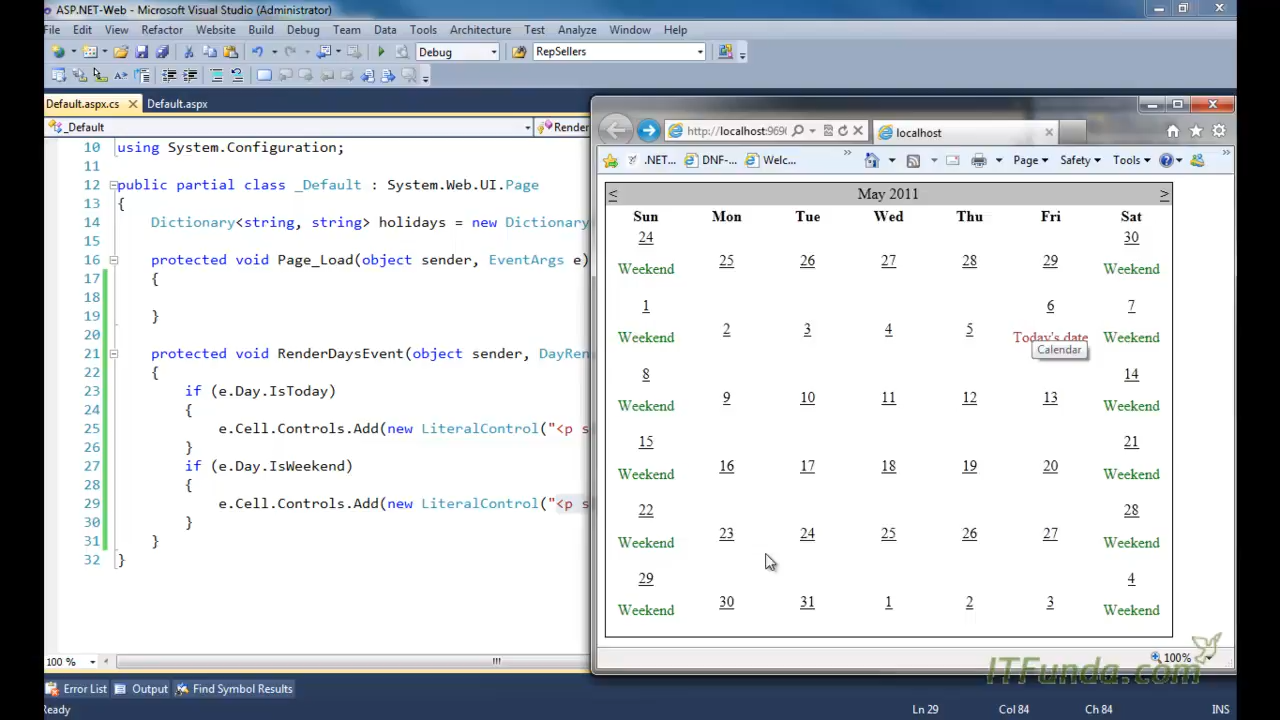 ASP.NET-Web - Microsoft Visual Studio (Administrator)
File Edit View Refactor Website Build Debug Team Data Tools Architecture Test Analyze Window Help
Debug RepSellers
Default.aspx.cs Default.aspx
_Default Render
10 using System.Configuration;
11
12 public partial class _Default : System.Web.UI.Page
13 {
14 Dictionary<string, string> holidays = new Dictionary
15
16 protected void Page_Load(object sender, EventArgs e)
17 {
18
19 }
20
21 protected void RenderDaysEvent(object sender, DayRen
22 {
23 if (e.Day.IsToday)
24 {
25 e.Cell.Controls.Add(new LiteralControl("<p s
26 }
27 if (e.Day.IsWeekend)
28 {
29 e.Cell.Controls.Add(new LiteralControl("<p s
30 }
31 }
32 }
100 %
Error List Output Find Symbol Results
Ready Ln 29 Col 84 Ch 84 INS
http://localhost:969 localhost
.NET... DNF-... Welc... Page Safety Tools
< May 2011 >
Sun Mon Tue Wed Thu Fri Sat
24 25 26 27 28 29 30
Weekend Weekend
1 2 3 4 5 6 7
Weekend Today's date Weekend
Calendar
8 9 10 11 12 13 14
Weekend Weekend
15 16 17 18 19 20 21
Weekend Weekend
22 23 24 25 26 27 28
Weekend Weekend
29 30 31 1 2 3 4
Weekend Weekend
100%
ITFunda.com